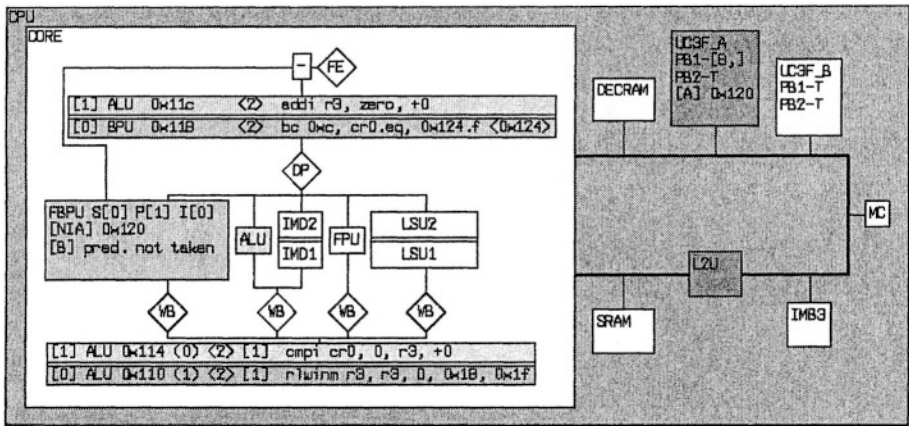 CPU
CORE
FE
-
[1] ALU 0x11c <2> addi r3, zero, +0
[0] BPU 0x118 <2> bc 0xc, cr0.eq, 0x124.f <0x124>
DP
FBPU S[0] P[1] I[0]
[NIA] 0x120
[B] pred. not taken
ALU
IMD2
IMD1
FPU
LSU2
LSU1
WB
WB
WB
WB
[1] ALU 0x114 (0) <2> [1] cmpi cr0, 0, r3, +0
[0] ALU 0x110 (1) <2> [1] rlwinm r3, r3, 0, 0x18, 0x1f
DECRAM
UC3F_A
PB1-[B,]
PB2-T
[A] 0x120
UC3F_B
PB1-T
PB2-T
MC
L2U
SRAM
IMB3